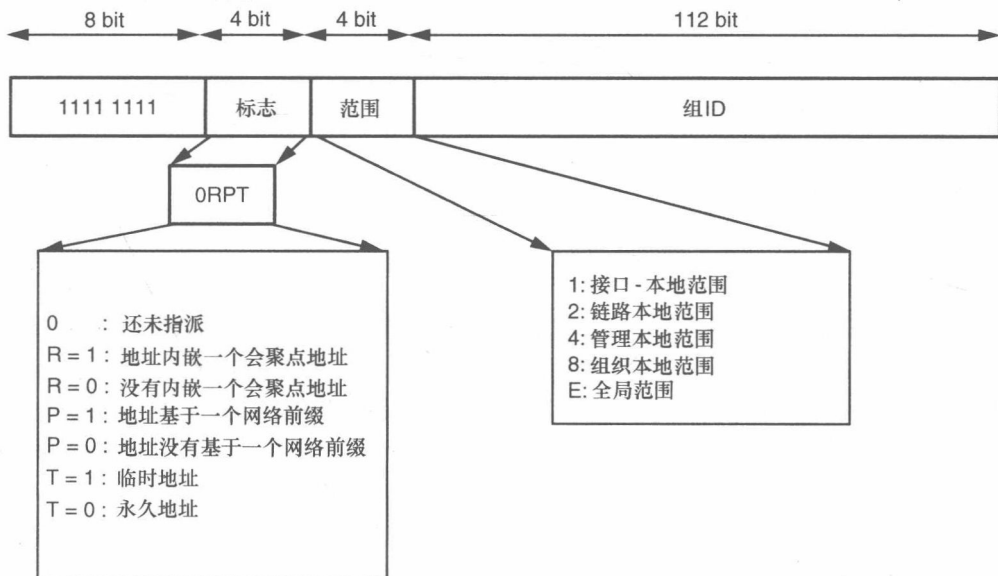 8 bit 4 bit 4 bit 112 bit
1111 1111 标志 范围 组ID
0RPT
0 : 还未指派
R = 1 : 地址内嵌一个会聚点地址
R = 0 : 没有内嵌一个会聚点地址
P = 1 : 地址基于一个网络前缀
P = 0 : 地址没有基于一个网络前缀
T = 1 : 临时地址
T = 0 : 永久地址
1: 接口 - 本地范围
2: 链路本地范围
4: 管理本地范围
8: 组织本地范围
E: 全局范围